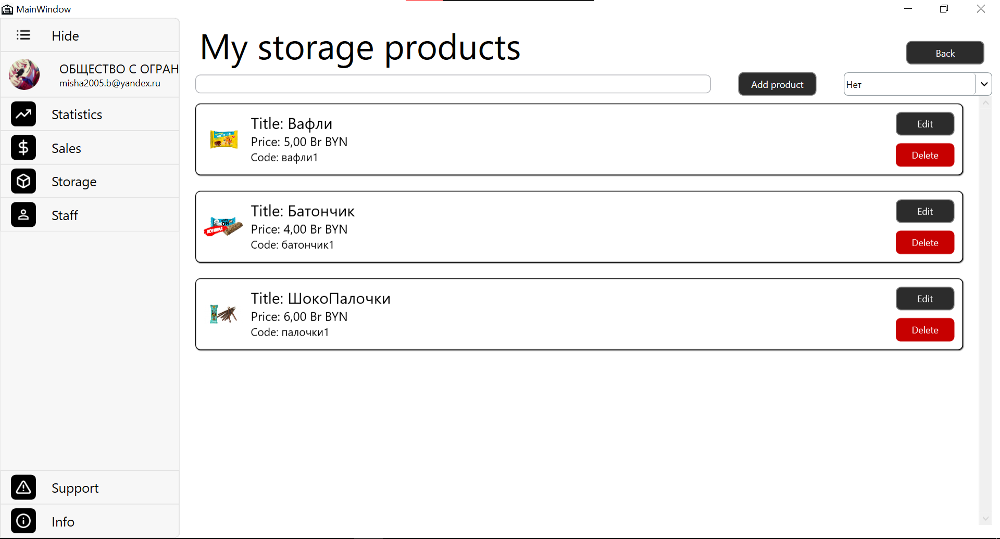 MainWindow
Hide
ОБЩЕСТВО С ОГРАН
misha2005.b@yandex.ru
Statistics
Sales
Storage
Staff
Support
Info
My storage products
Back
Add product
Нет
Title: Вафли
Price: 5,00 Br BYN
Code: вафли1
Edit
Delete
Title: Батончик
Price: 4,00 Br BYN
Code: батончик1
Edit
Delete
НОВИНКА
Title: ШокоПалочки
Price: 6,00 Br BYN
Code: палочки1
Edit
Delete